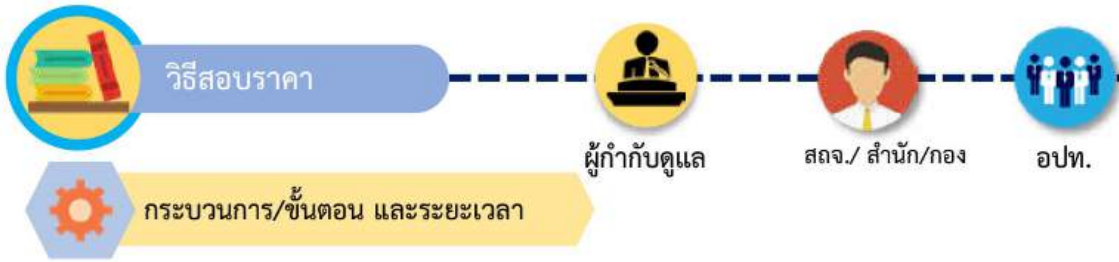 วิธีสอบราคา
ผู้กำกับดูแล
สถจ./ สำนัก/กอง
อปท.
กระบวนการ/ขั้นตอน และระยะเวลา